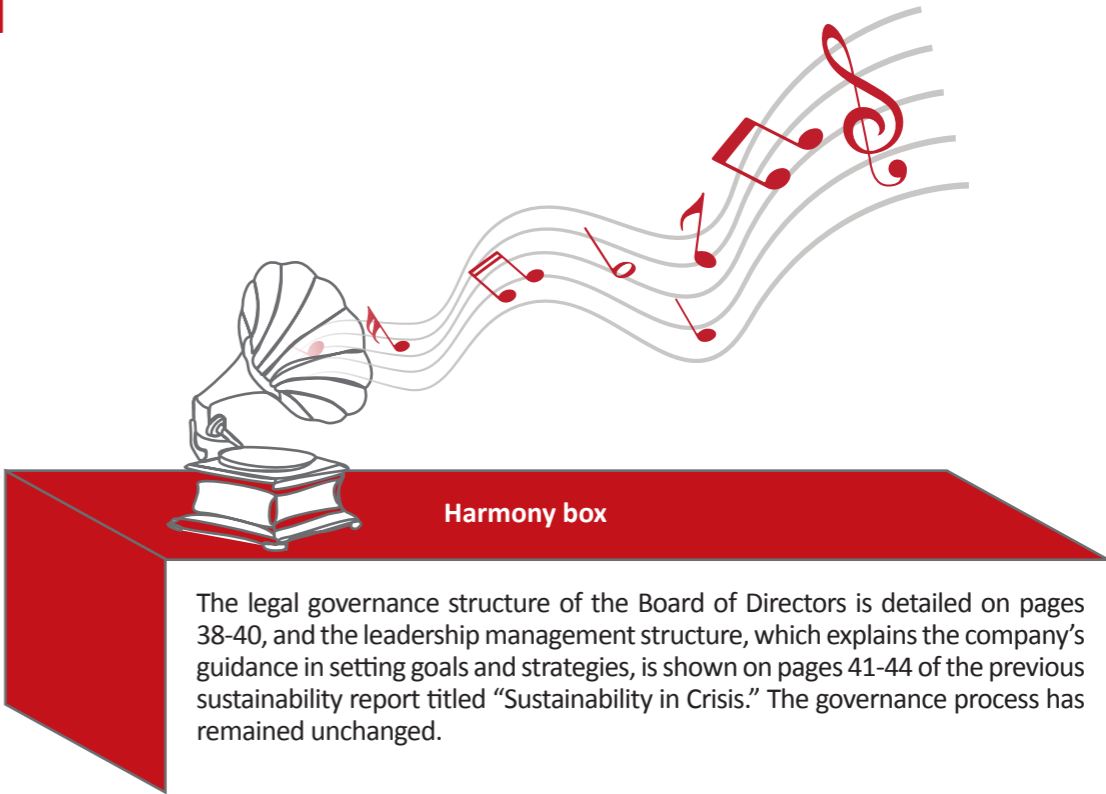 Harmony box
The legal governance structure of the Board of Directors is detailed on pages
38-40, and the leadership management structure, which explains the company’s
guidance in setting goals and strategies, is shown on pages 41-44 of the previous
sustainability report titled “Sustainability in Crisis.” The governance process has
remained unchanged.